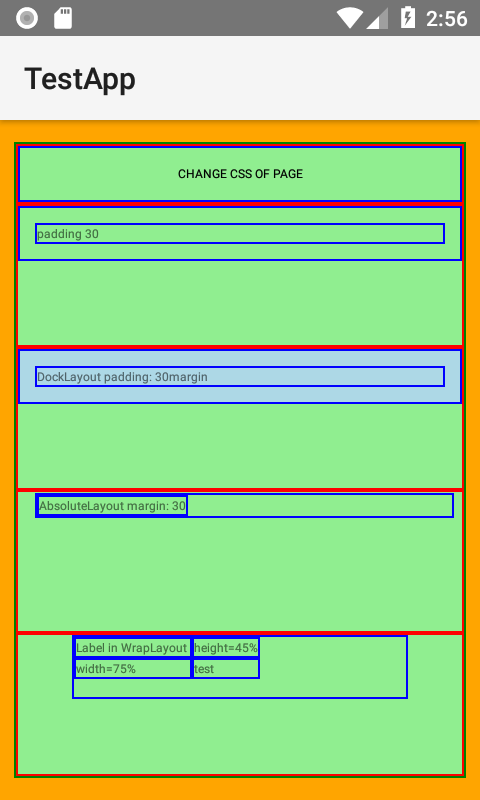 2:56
TestApp
CHANGE CSS OF PAGE
padding 30
DockLayout padding: 30margin
AbsoluteLayout margin: 30
Label in WrapLayout height=45%
width=75% test